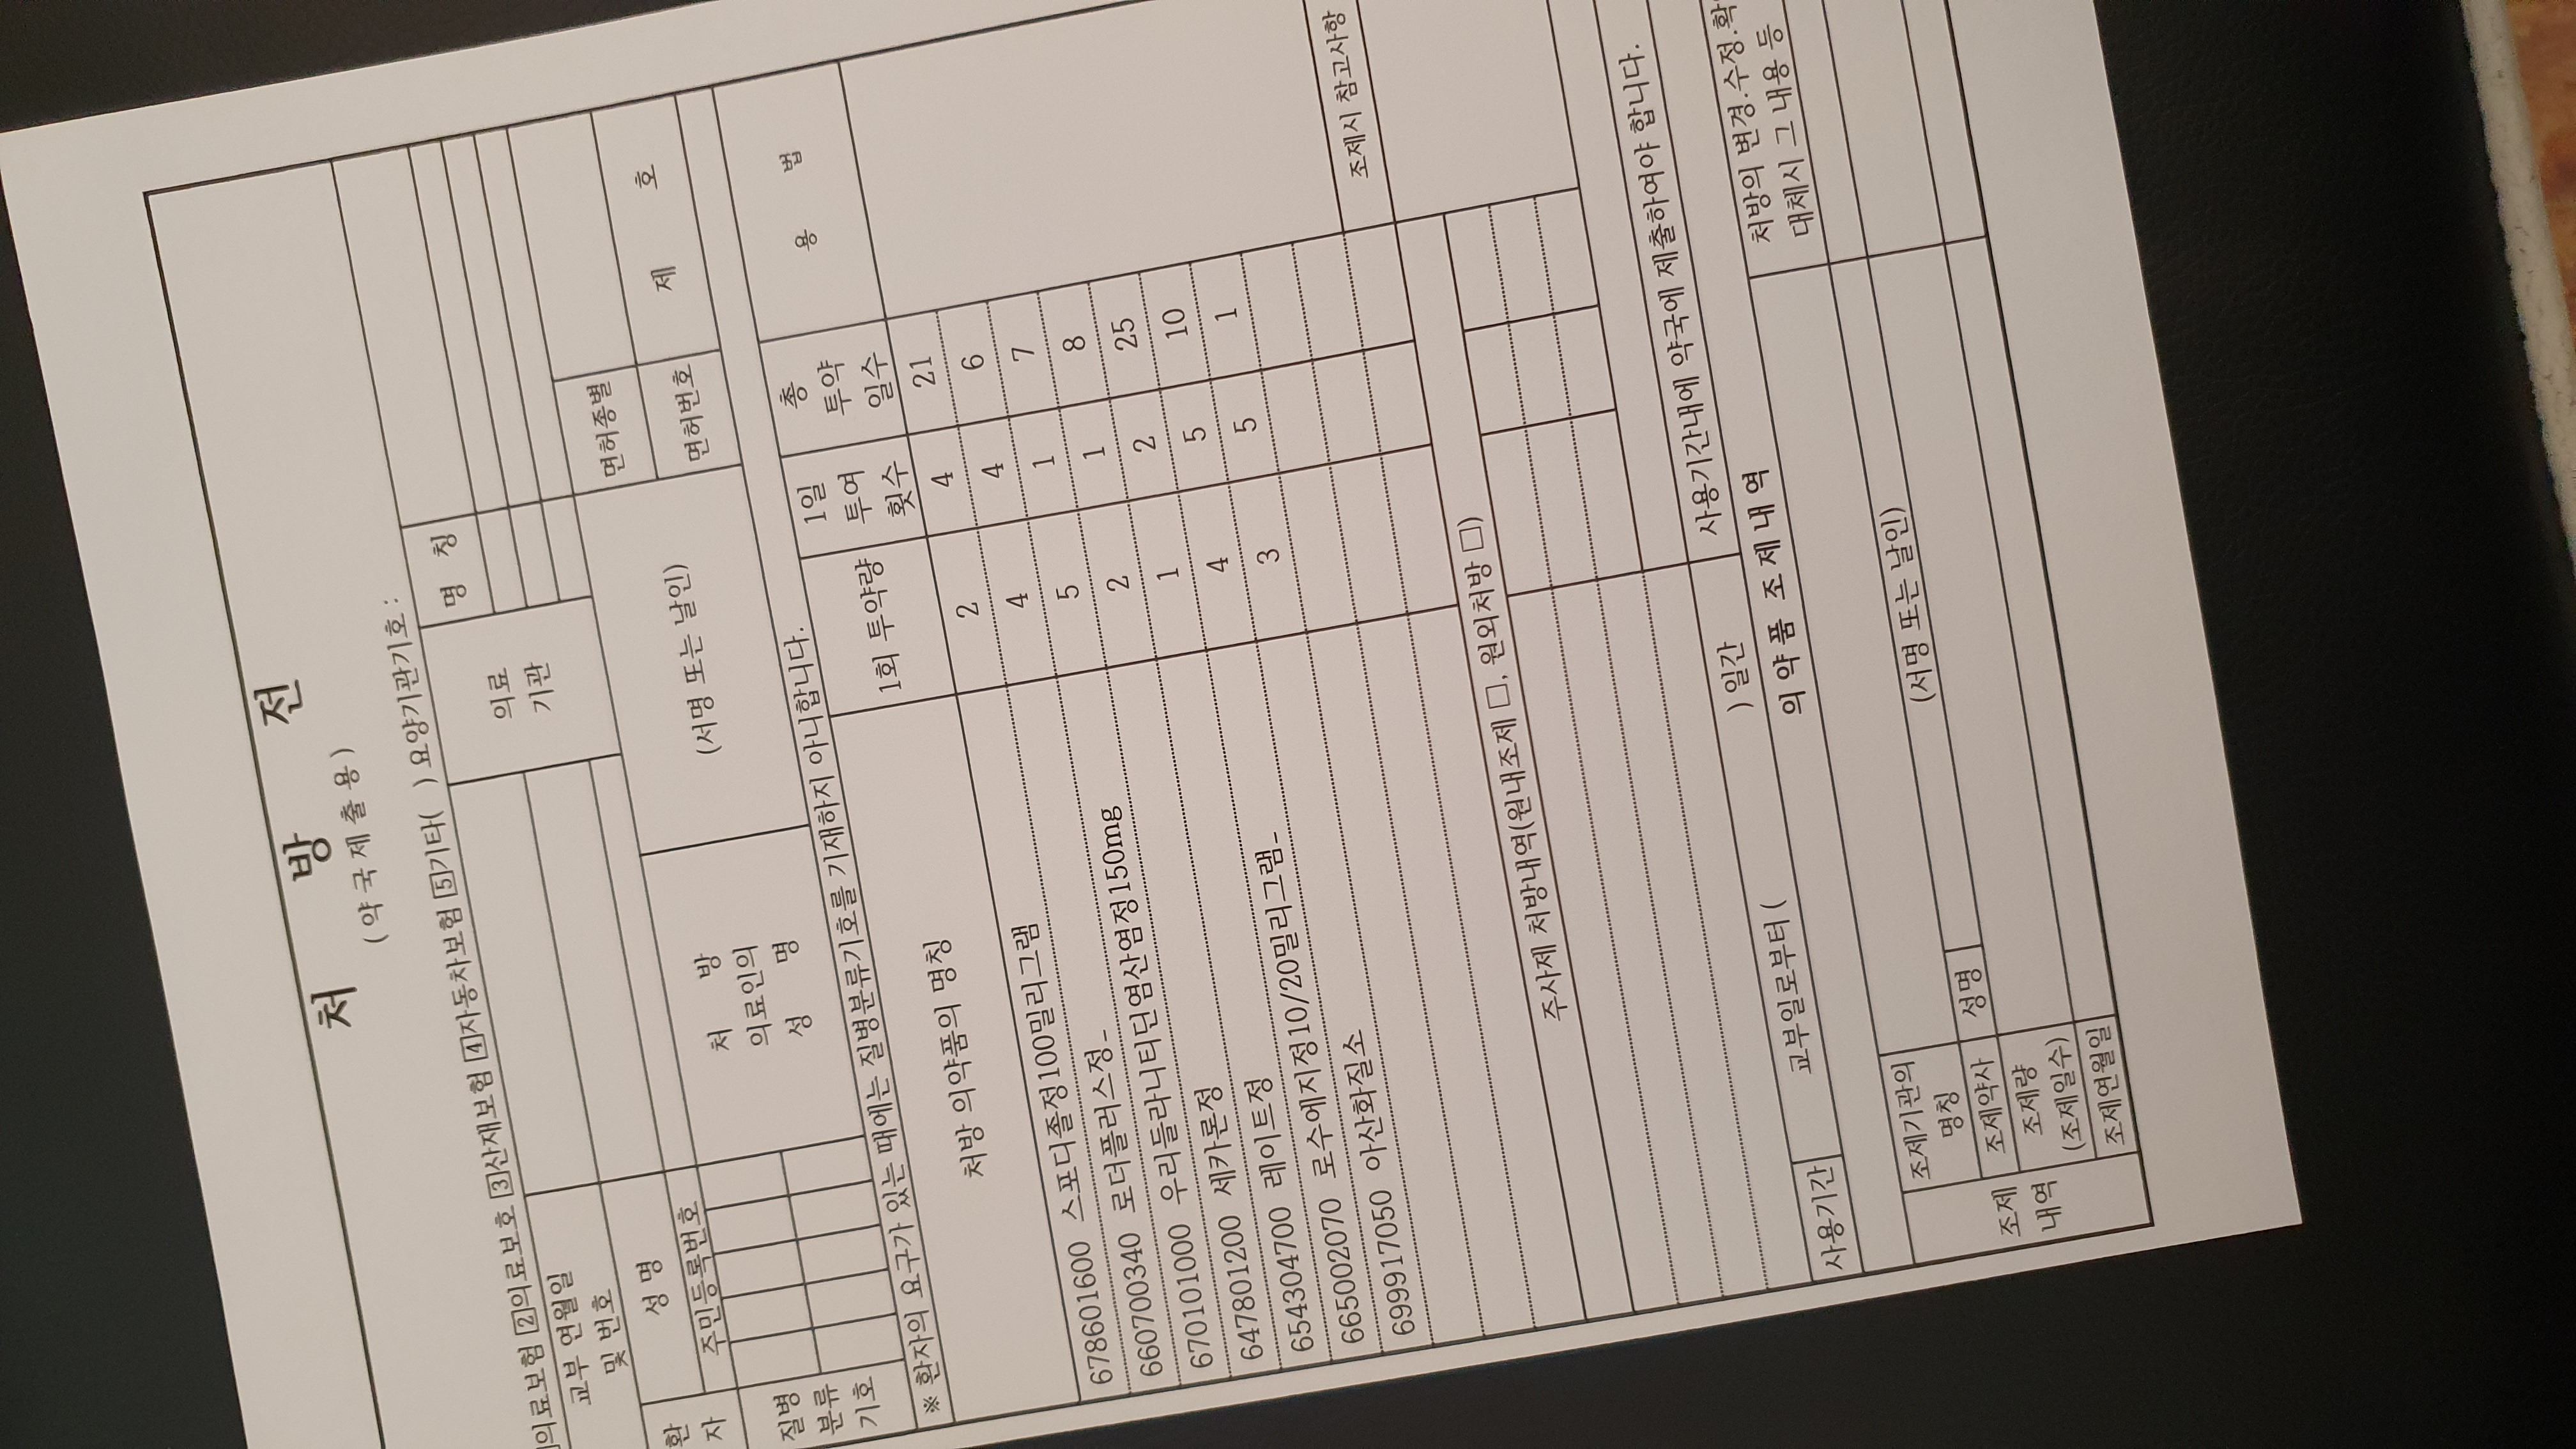 처 방 전
(약국제출용)
의료보험 2의료보호 3산재보험 4자동차보험 5기타( ) 요양기관기호 :
교부 연월일
및 번호
의료
기관
명 칭
환
자
성 명
주민등록번호
처 방
의료인의
성 명
(서명 또는 날인)
면허종별
면허번호
제 호
질병
분류
기호
※ 환자의 요구가 있는 때에는 질병분류기호를 기재하지 아니합니다.
처방 의약품의 명칭
1회 투약량
1일
투여
횟수
총
투약
일수
용 법
678601600 스포디졸정100밀리그램 2 4 21
660700340 로더플러스정_ 4 4 6
670101000 우리들라니티딘염산염정150mg 5 1 7
647801200 세카론정 2 1 8
654304700 레이트정 1 2 25
665002070 로수에지정10/20밀리그램_ 4 5 10
699917050 아산화질소 3 5 1
조제시 참고사항
주사제 처방내역(원내조제 □, 원외처방 □)
사용기간
교부일로부터 ( ) 일간
사용기간내에 약국에 제출하여야 합니다.
의 약 품 조 제 내 역
처방의 변경.수정.확
대체시 그 내용 등
조제
내역
조제기관의
명칭
조제약사
성명
(서명 또는 날인)
조제량
(조제일수)
조제연월일